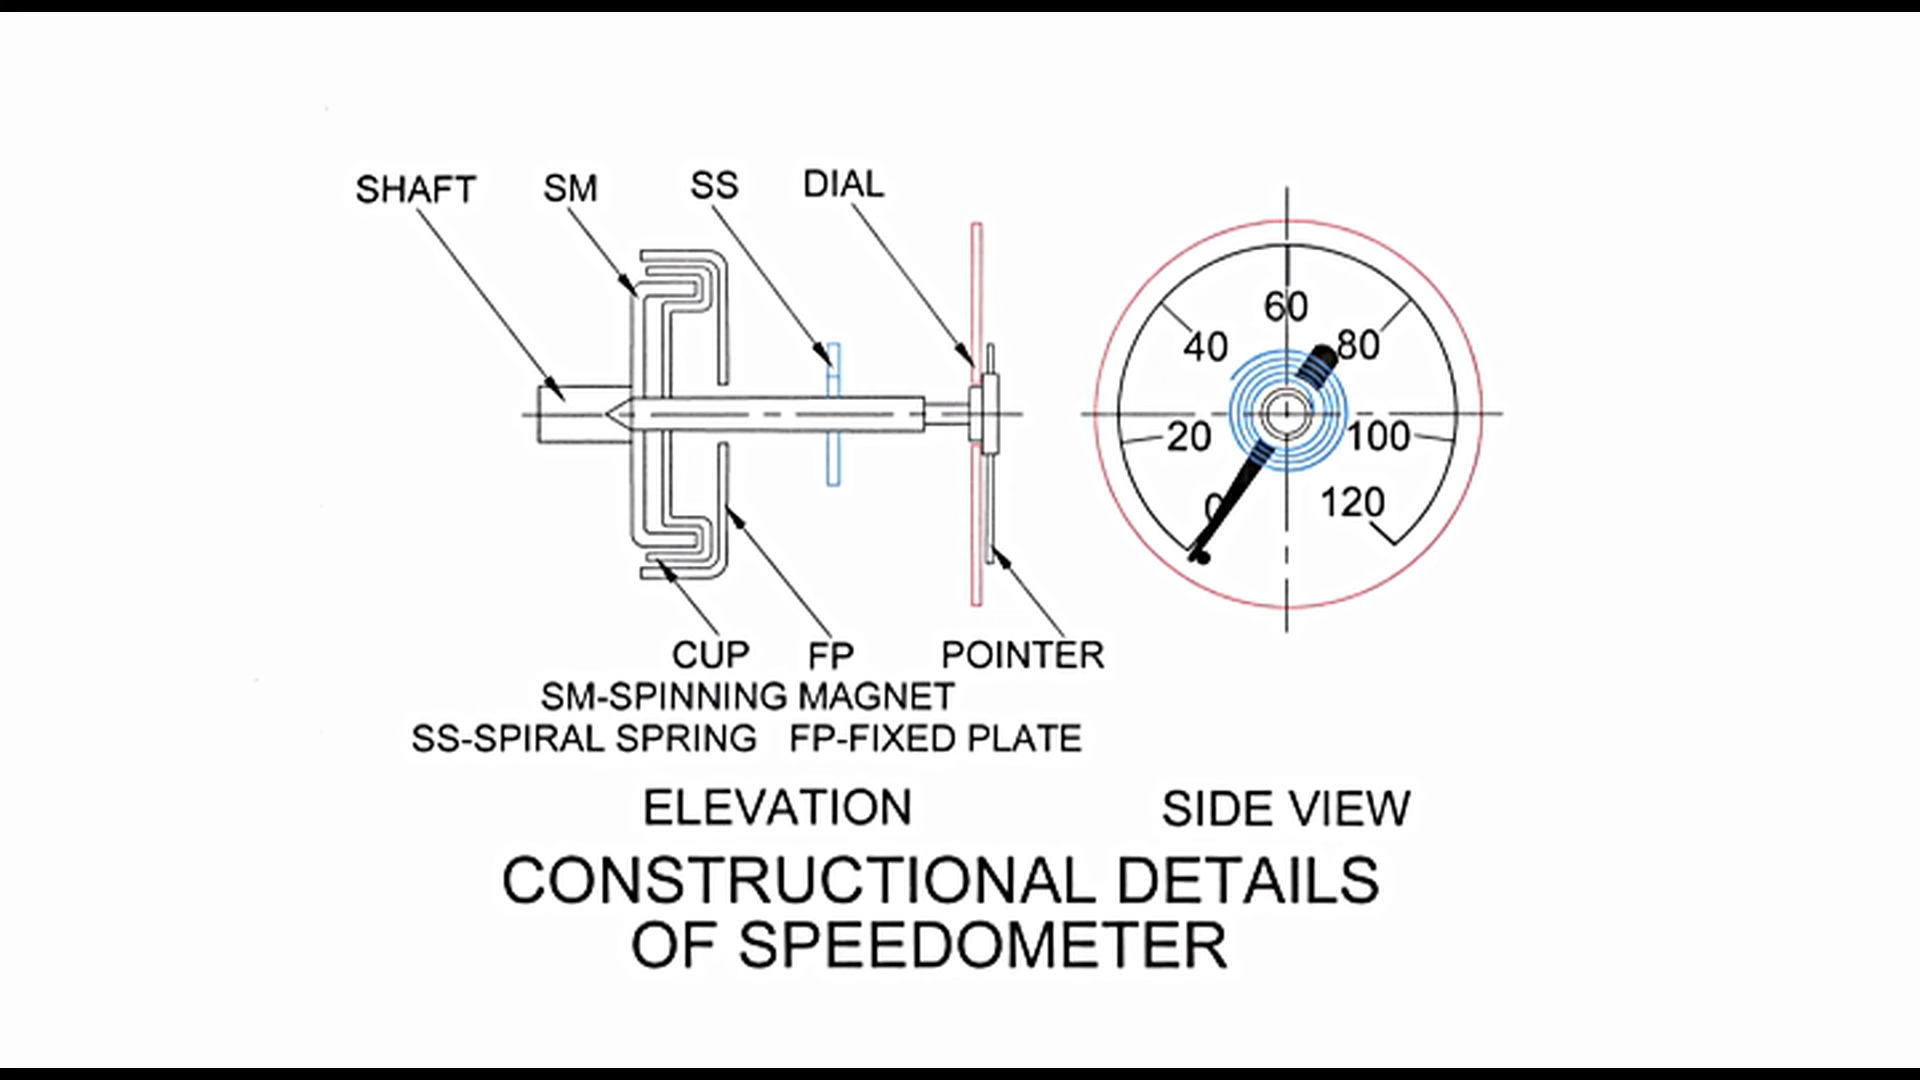 SHAFT SM SS DIAL
60
40 80
20 100
0 120
CUP FP POINTER
SM-SPINNING MAGNET
SS-SPIRAL SPRING FP-FIXED PLATE
ELEVATION SIDE VIEW
CONSTRUCTIONAL DETAILS
OF SPEEDOMETER